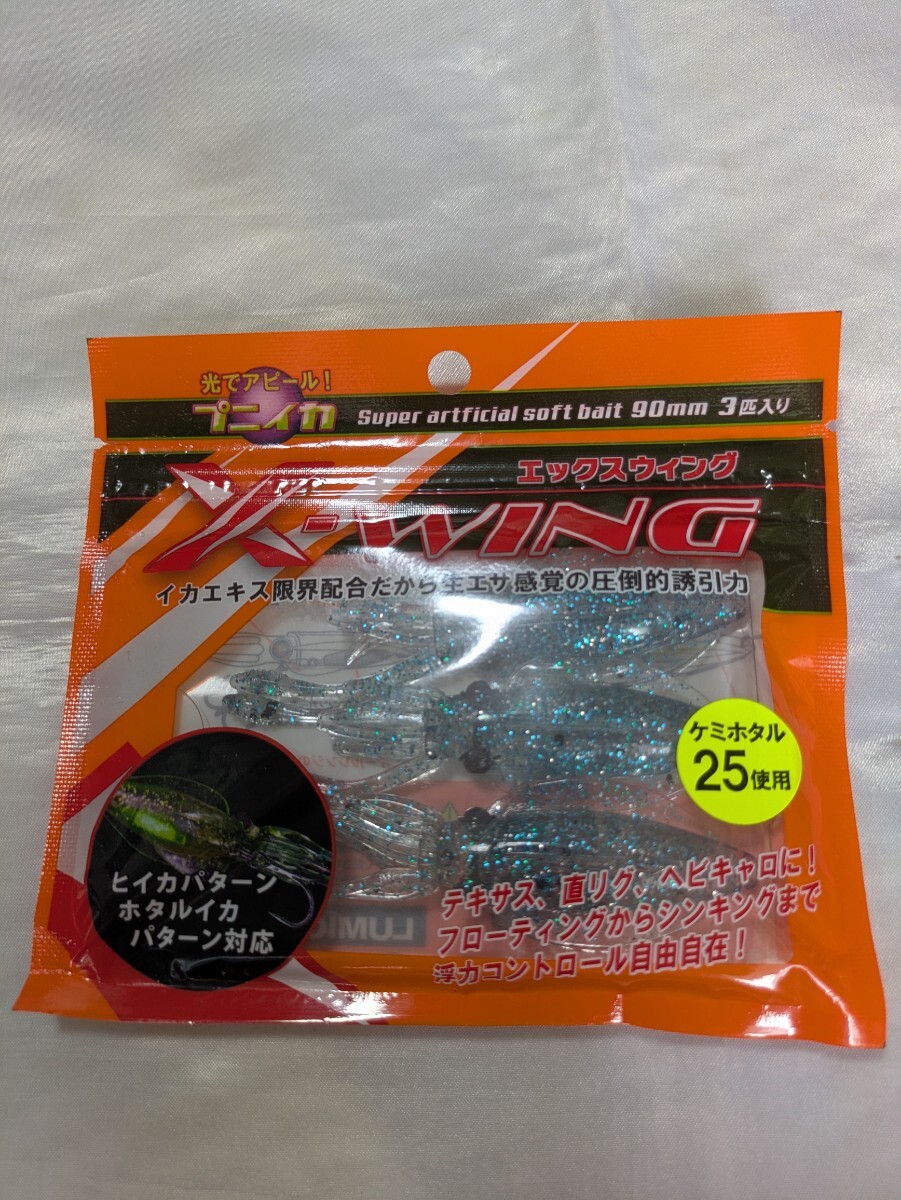 光でアピール!
プニイカ
Super artficial soft bait 90mm 3匹入り
エックスウィング
X-WING
イカエキス限界配合だから生エサ感覚の圧倒的誘引力
ケミホタル
25使用
ヒイカパターン
ホタルイカ
パターン対応
テキサス、直リグ、ヘビキャロに!
フローティングからシンキングまで
浮力コントロール自由自在!